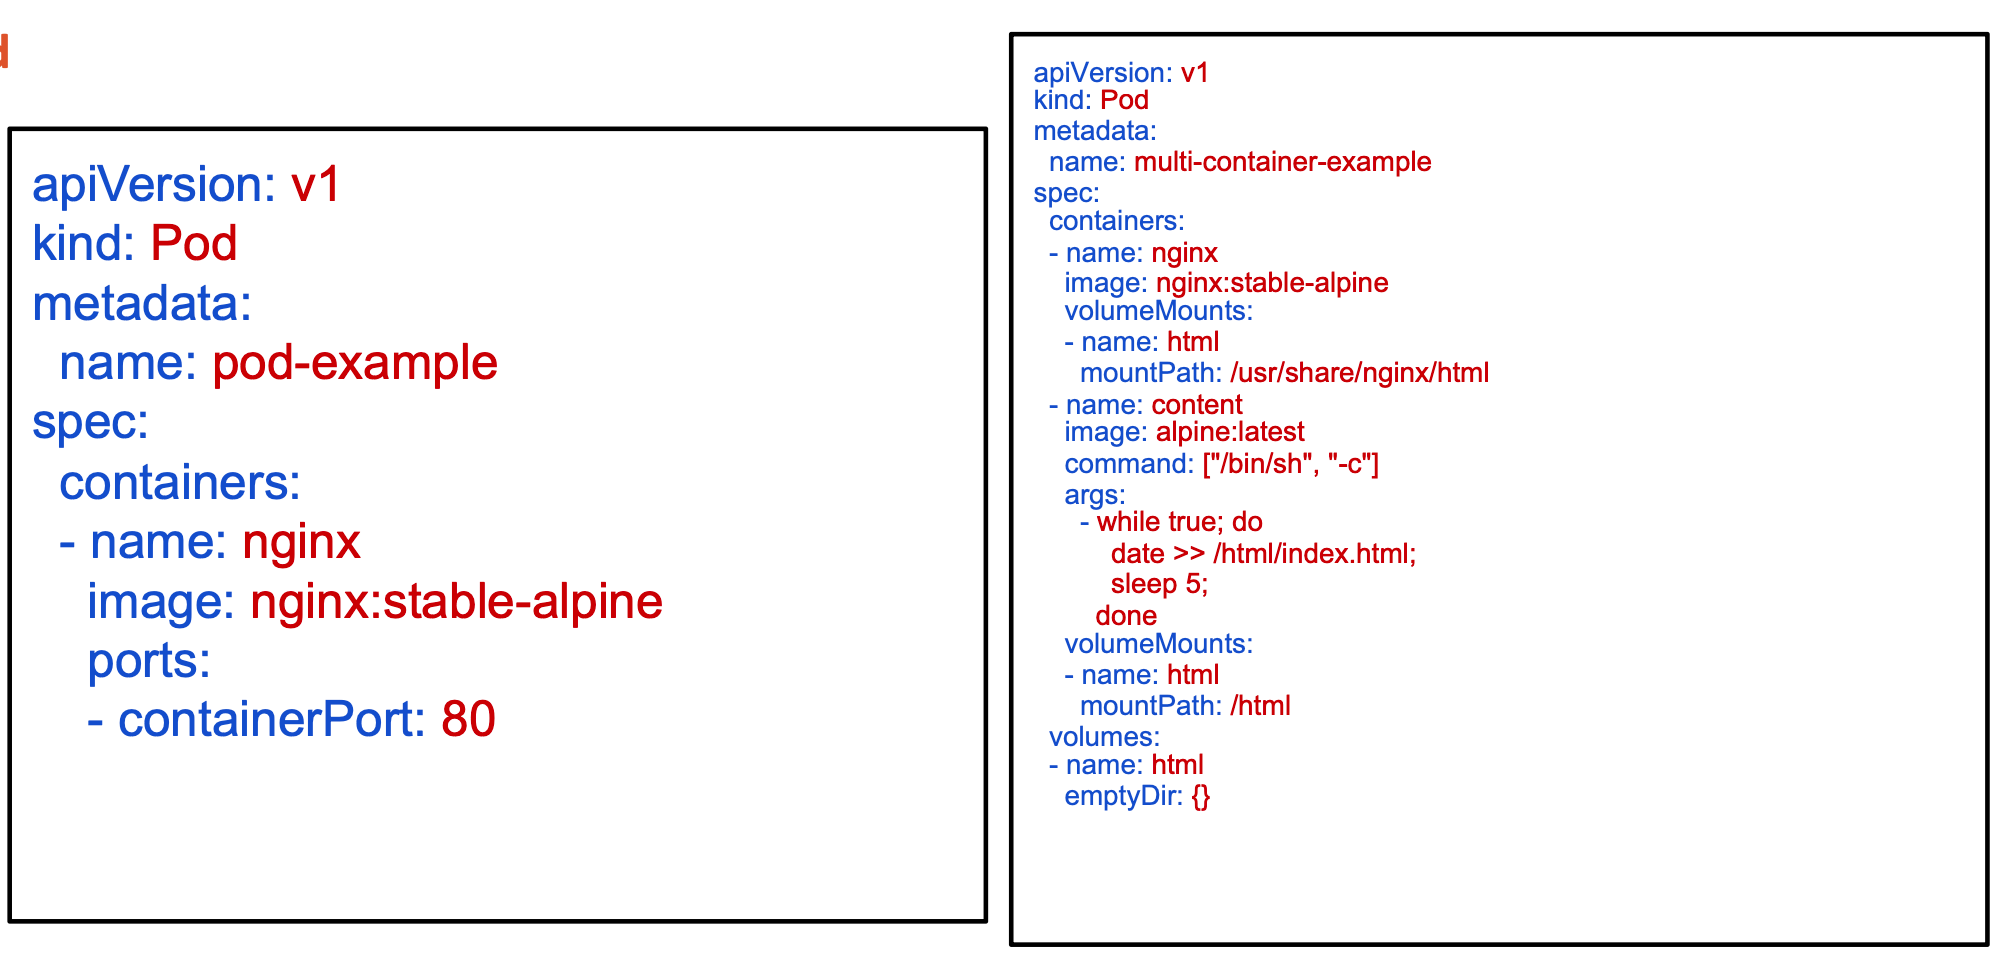 apiVersion: v1
kind: Pod
metadata:
  name: pod-example
spec:
  containers:
  - name: nginx
    image: nginx:stable-alpine
    ports:
    - containerPort: 80
apiVersion: v1
kind: Pod
metadata:
  name: multi-container-example
spec:
  containers:
  - name: nginx
    image: nginx:stable-alpine
    volumeMounts:
    - name: html
      mountPath: /usr/share/nginx/html
  - name: content
    image: alpine:latest
    command: ["/bin/sh", "-c"]
    args:
      - while true; do
          date >> /html/index.html;
          sleep 5;
        done
    volumeMounts:
    - name: html
      mountPath: /html
  volumes:
  - name: html
    emptyDir: {}